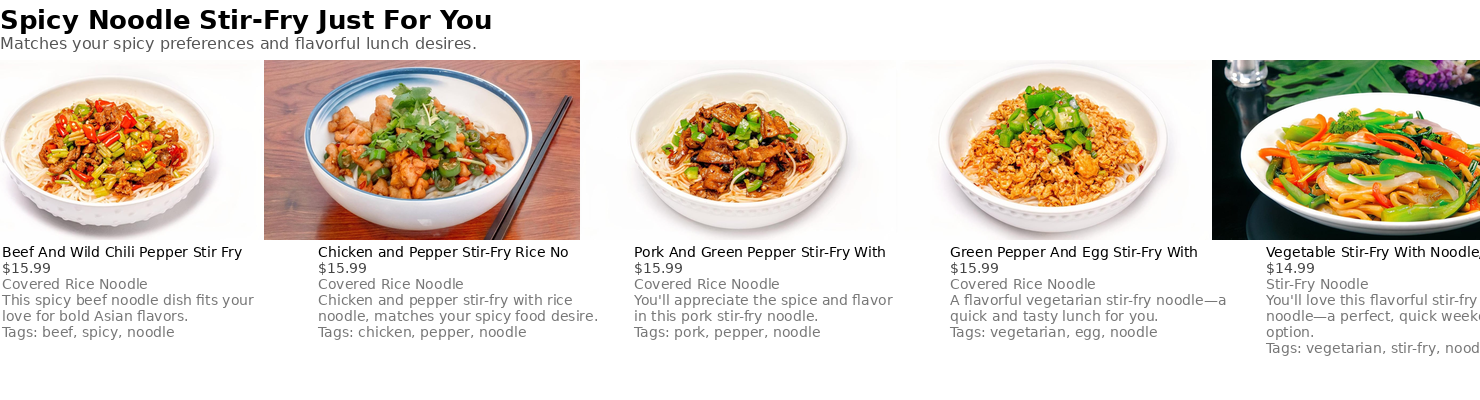 Spicy Noodle Stir-Fry Just For You
Matches your spicy preferences and flavorful lunch desires.
Beef And Wild Chili Pepper Stir Fry
$15.99
Covered Rice Noodle
This spicy beef noodle dish fits your
love for bold Asian flavors.
Tags: beef, spicy, noodle
Chicken and Pepper Stir-Fry Rice No
$15.99
Covered Rice Noodle
Chicken and pepper stir-fry with rice
noodle, matches your spicy food desire.
Tags: chicken, pepper, noodle
Pork And Green Pepper Stir-Fry With
$15.99
Covered Rice Noodle
You'll appreciate the spice and flavor
in this pork stir-fry noodle.
Tags: pork, pepper, noodle
Green Pepper And Egg Stir-Fry With
$15.99
Covered Rice Noodle
A flavorful vegetarian stir-fry noodle—a
quick and tasty lunch for you.
Tags: vegetarian, egg, noodle
Vegetable Stir-Fry With Noodle,
$14.99
Stir-Fry Noodle
You'll love this flavorful stir-fry
noodle—a perfect, quick week
option.
Tags: vegetarian, stir-fry, nood